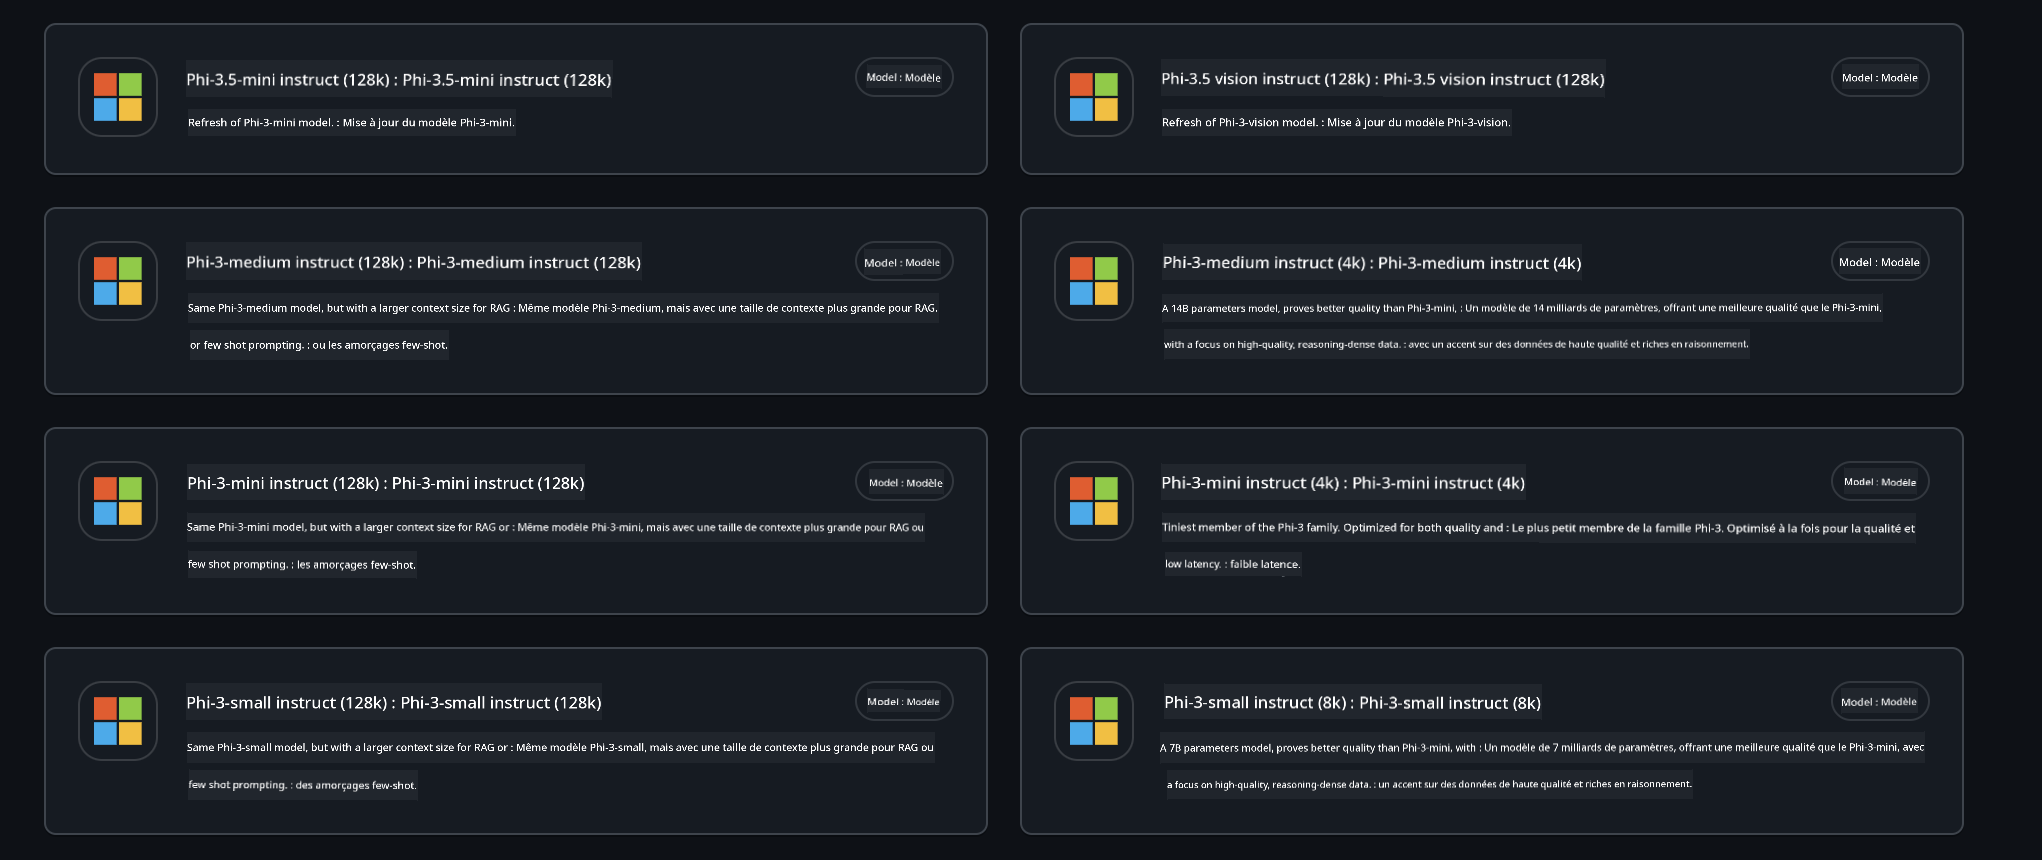 Phi-3.5-mini instruct (128k) : Phi-3.5-mini instruct (128k)
Model : Modèle
Refresh of Phi-3-mini model. : Mise à jour du modèle Phi-3-mini.
Phi-3.5 vision instruct (128k) : Phi-3.5 vision instruct (128k)
Model : Modèle
Refresh of Phi-3-vision model. : Mise à jour du modèle Phi-3-vision.
Phi-3-medium instruct (128k) : Phi-3-medium instruct (128k)
Model : Modèle
Same Phi-3-medium model, but with a larger context size for RAG : Même modèle Phi-3-medium, mais avec une taille de contexte plus grande pour RAG.
or few shot prompting. : ou les amorçages few-shot.
Phi-3-medium instruct (4k) : Phi-3-medium instruct (4k)
Model : Modèle
A 14B parameters model, proves better quality than Phi-3-mini, : Un modèle de 14 milliards de paramètres, offrant une meilleure qualité que le Phi-3-mini,
with a focus on high-quality, reasoning-dense data. : avec un accent sur des données de haute qualité et riches en raisonnement.
Phi-3-mini instruct (128k) : Phi-3-mini instruct (128k)
Model : Modèle
Same Phi-3-mini model, but with a larger context size for RAG or : Même modèle Phi-3-mini, mais avec une taille de contexte plus grande pour RAG ou
few shot prompting. : les amorçages few-shot.
Phi-3-mini instruct (4k) : Phi-3-mini instruct (4k)
Model : Modèle
Tiniest member of the Phi-3 family. Optimized for both quality and : Le plus petit membre de la famille Phi-3. Optimisé à la fois pour la qualité et
low latency. : faible latence.
Phi-3-small instruct (128k) : Phi-3-small instruct (128k)
Model : Modèle
Same Phi-3-small model, but with a larger context size for RAG or : Même modèle Phi-3-small, mais avec une taille de contexte plus grande pour RAG ou
few shot prompting. : des amorçages few-shot.
Phi-3-small instruct (8k) : Phi-3-small instruct (8k)
Model : Modèle
A 7B parameters model, proves better quality than Phi-3-mini, with : Un modèle de 7 milliards de paramètres, offrant une meilleure qualité que le Phi-3-mini, avec
a focus on high-quality, reasoning-dense data. : un accent sur des données de haute qualité et riches en raisonnement.